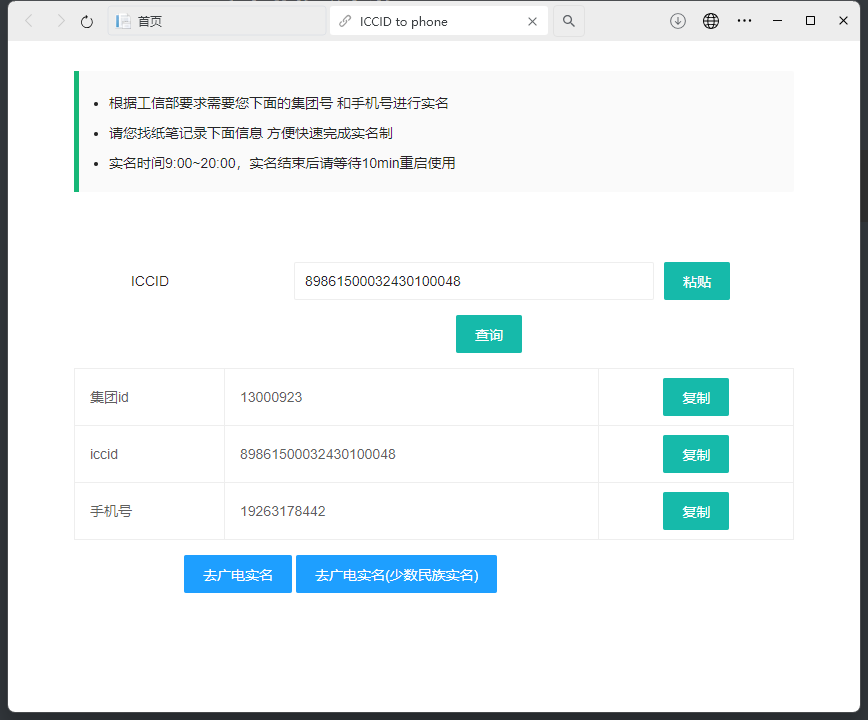 首页
ICCID to phone
根据工信部要求需要您下面的集团号 和手机号进行实名
请您找纸笔记录下面信息 方便快速完成实名制
实名时间9:00~20:00，实名结束后请等待10min重启使用
ICCID
89861500032430100048
粘贴
查询
集团id
13000923
复制
iccid
89861500032430100048
复制
手机号
19263178442
复制
去广电实名
去广电实名(少数民族实名)